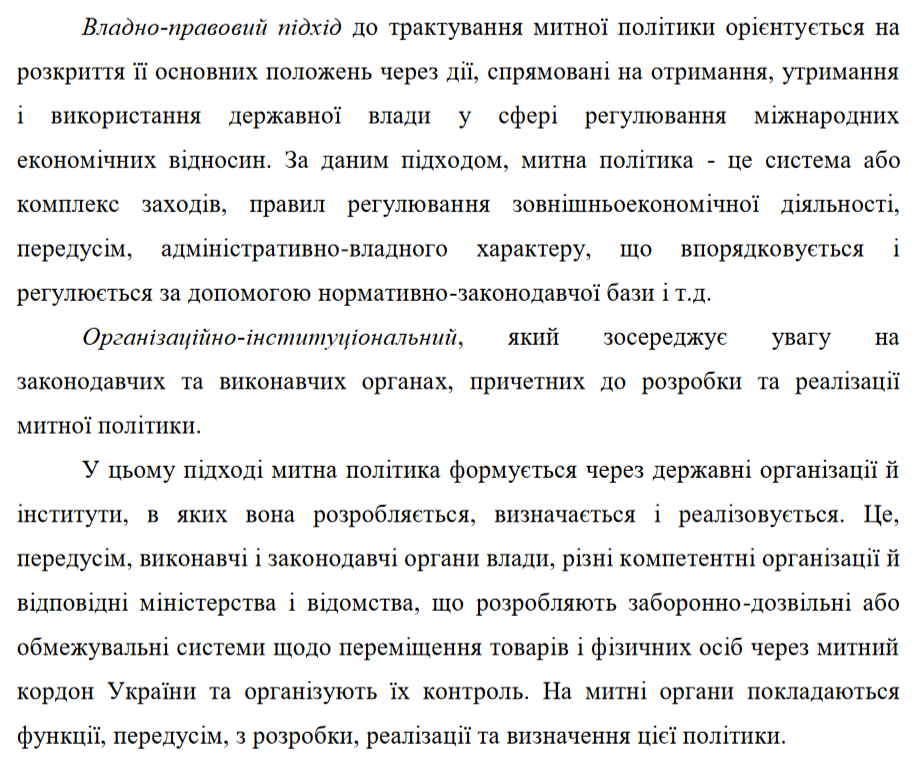 Владно-правовий підхід до трактування митної політики орієнтується на
розкриття її основних положень через дії, спрямовані на отримання, утримання
і використання державної влади у сфері регулювання міжнародних
економічних відносин. За даним підходом, митна політика - це система або
комплекс заходів, правил регулювання зовнішньоекономічної діяльності,
передусім, адміністративно-владного характеру, що впорядковується і
регулюється за допомогою нормативно-законодавчої бази і т.д.
Організаційно-інституціональний, який зосереджує увагу на
законодавчих та виконавчих органах, причетних до розробки та реалізації
митної політики.
У цьому підході митна політика формується через державні організації й
інститути, в яких вона розробляється, визначається і реалізовується. Це,
передусім, виконавчі і законодавчі органи влади, різні компетентні організації й
відповідні міністерства і відомства, що розробляють заборонно-дозвільні або
обмежувальні системи щодо переміщення товарів і фізичних осіб через митний
кордон України та організують їх контроль. На митні органи покладаються
функції, передусім, з розробки, реалізації та визначення цієї політики.